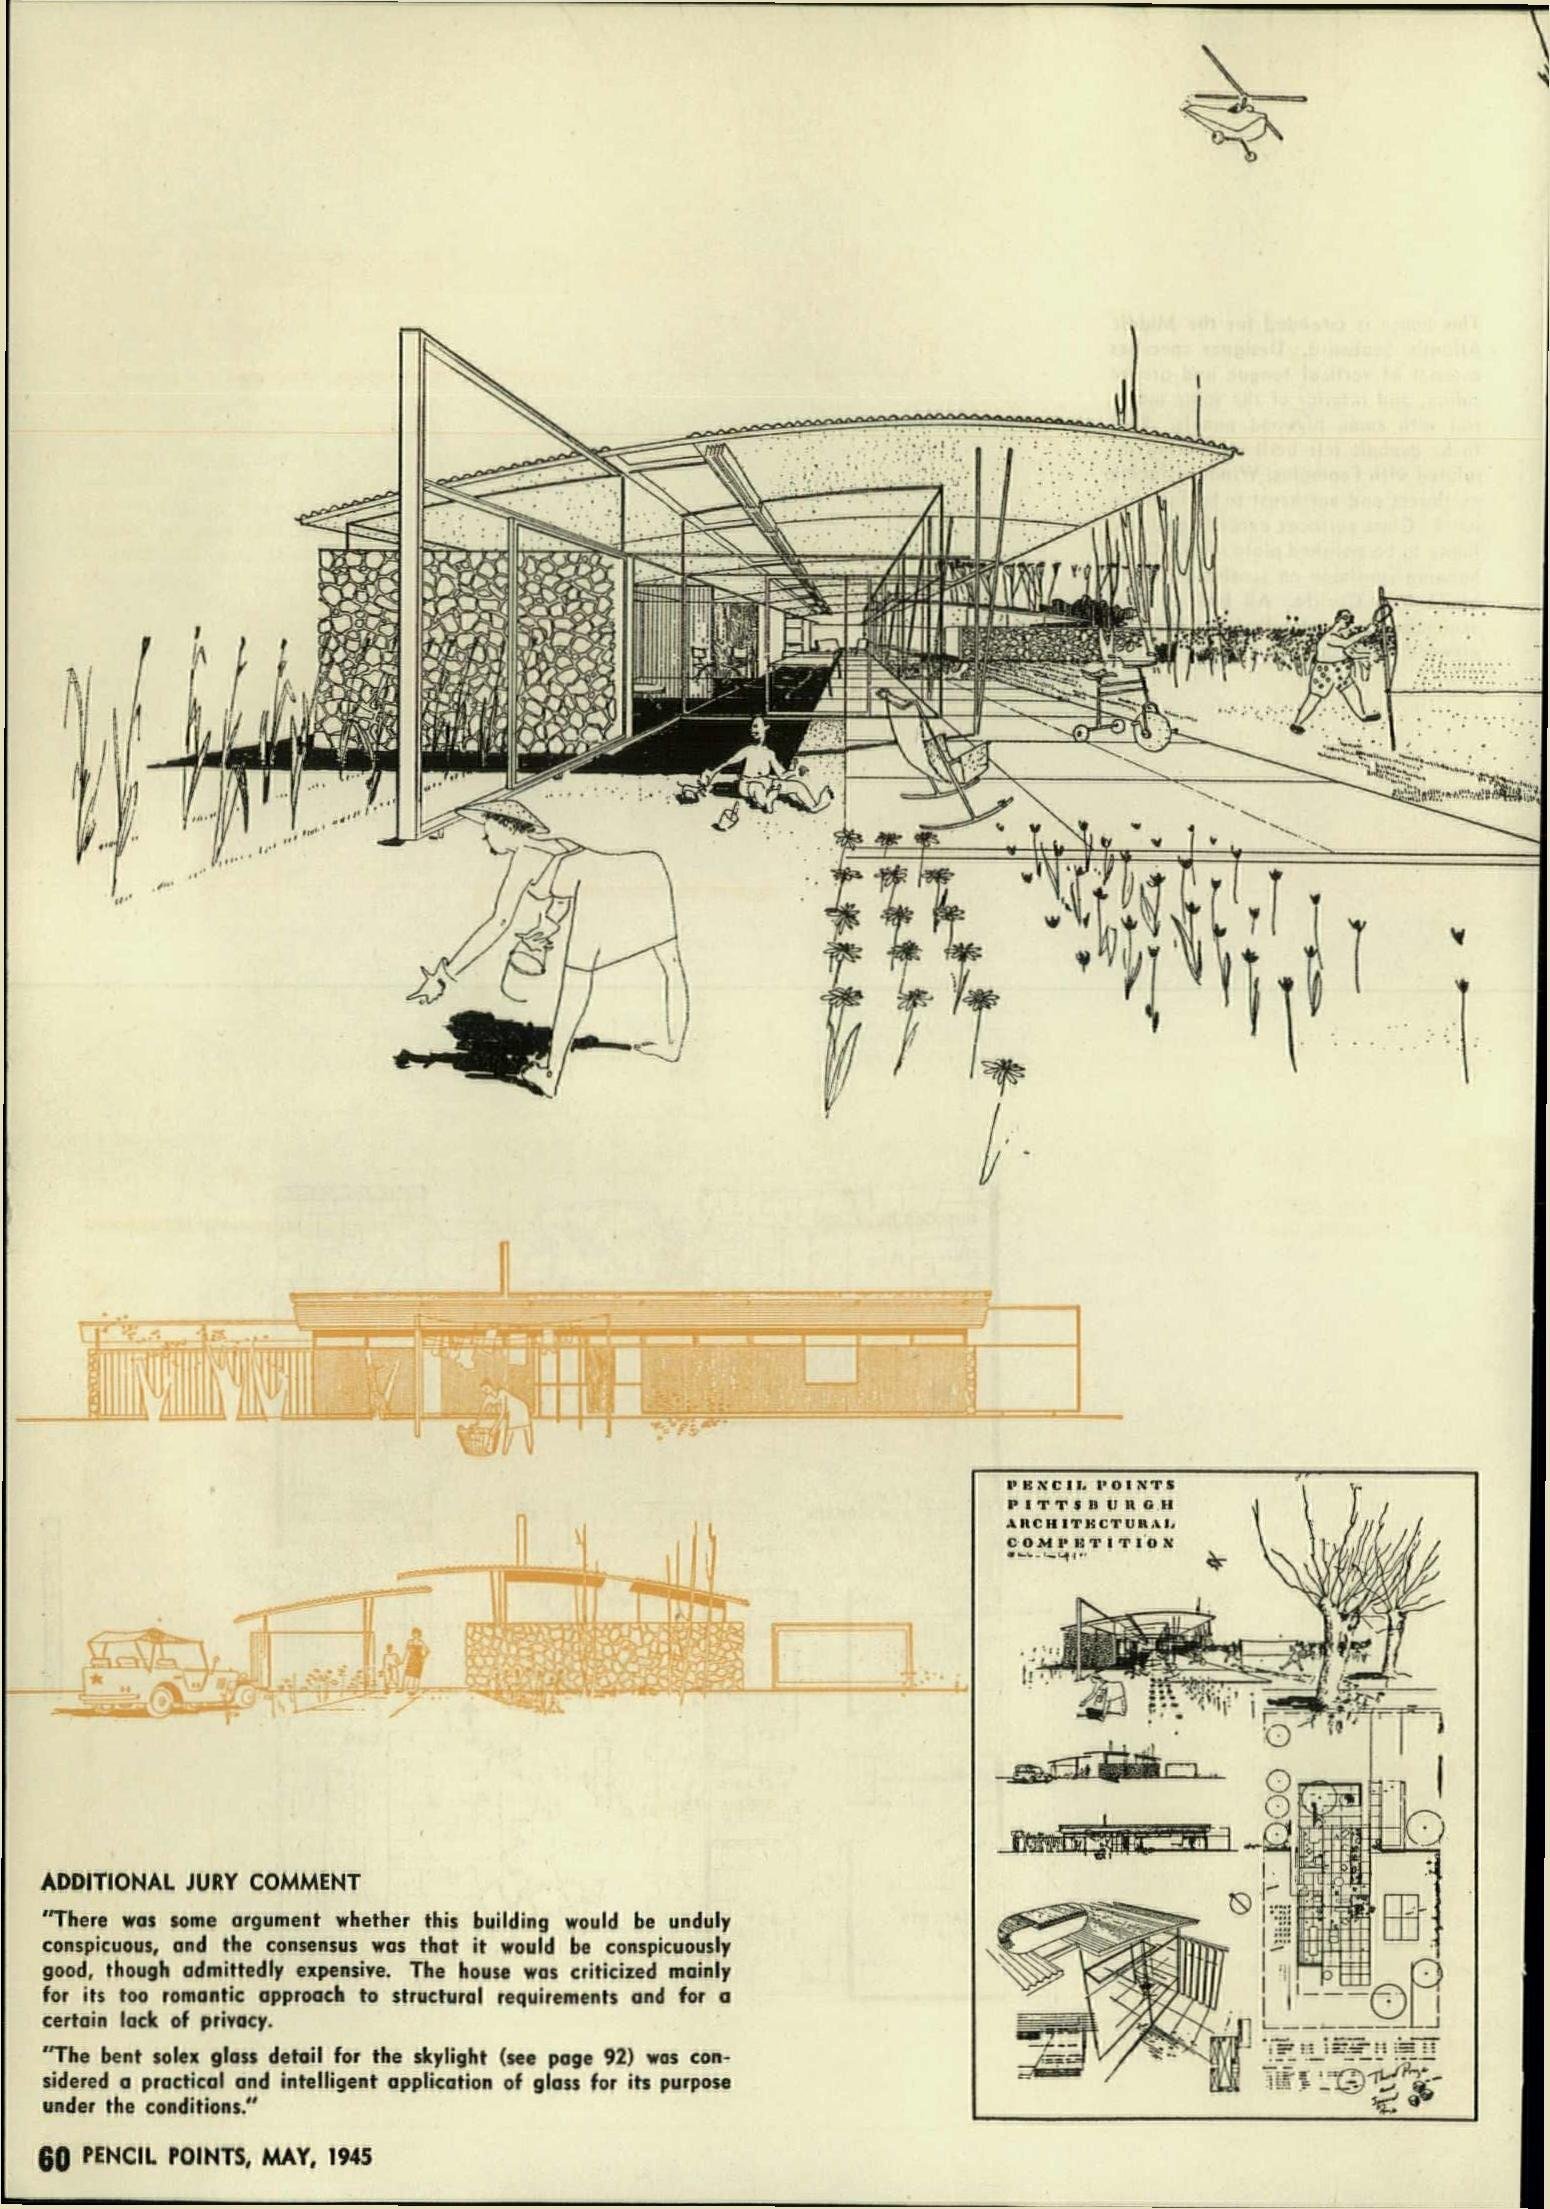 PENCIL POINTS
PITTSBURGH
ARCHITECTURAL
COMPETITION
ADDITIONAL JURY COMMENT
"There was some argument whether this building would be unduly
conspicuous, and the consensus was that it would be conspicuously
good, though admittedly expensive. The house was criticized mainly
for its too romantic approach to structural requirements and for a
certain lack of privacy.
"The bent solex glass detail for the skylight (see page 92) was con-
sidered a practical and intelligent application of glass for its purpose
under the conditions."
60 PENCIL POINTS, MAY, 1945